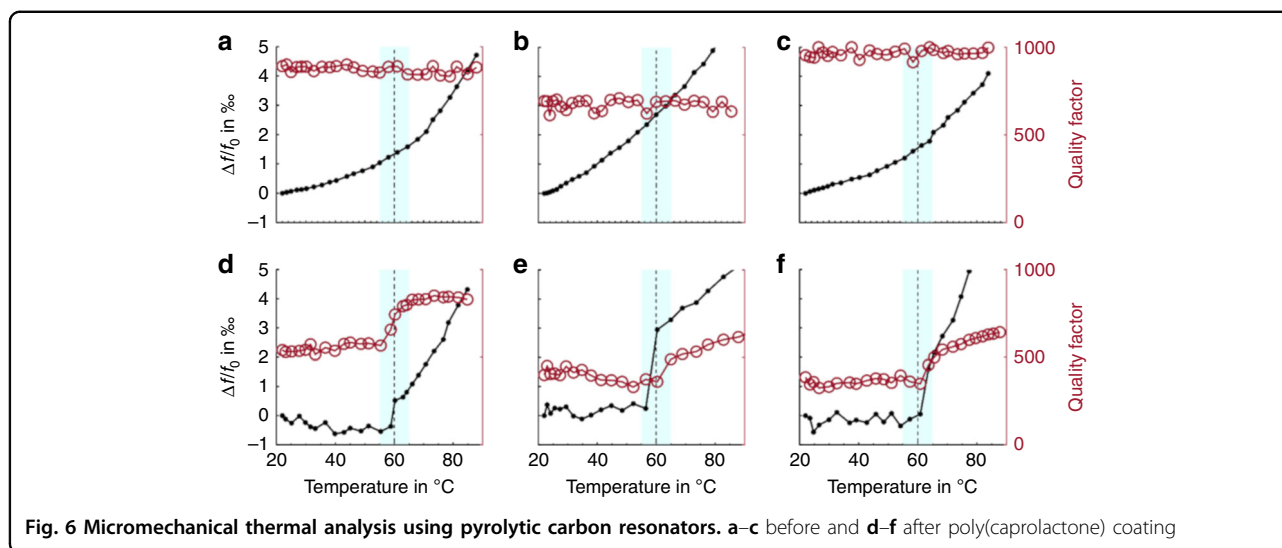 a b c
5 1000
4
3
2 500
1
0
−1 0
Δf/f0 in ‰
Quality factor
d e f
5 1000
4
3
2 500
1
0
−1 0
Δf/f0 in ‰
Quality factor
20 40 60 80 20 40 60 80 20 40 60 80
Temperature in °C Temperature in °C Temperature in °C
Fig. 6 Micromechanical thermal analysis using pyrolytic carbon resonators. a–c before and d–f after poly(caprolactone) coating